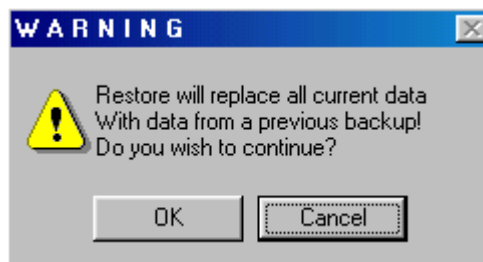 WARNING
Restore will replace all current data
With data from a previous backup!
Do you wish to continue?
OK Cancel